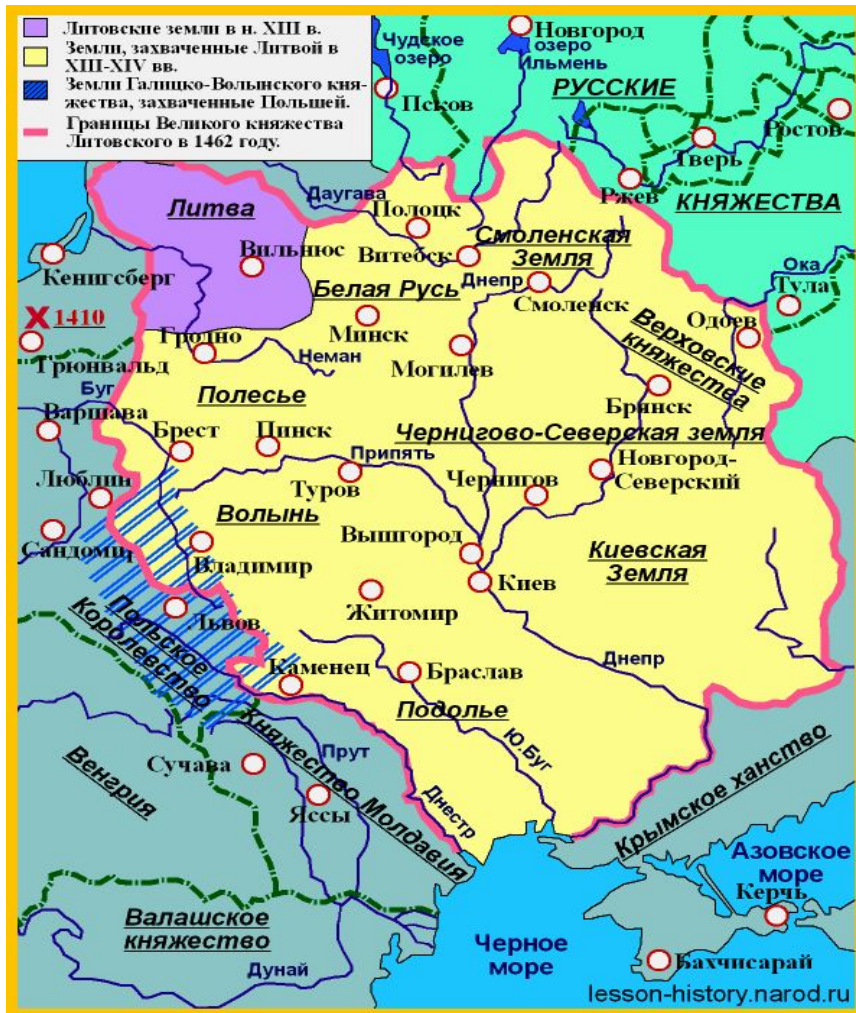 Литовские земли в н. XIII в.
Земли, захваченные Литвой в
XIII-XIV вв.
Земли Галицко-Волынского кня-
жества, захваченные Польшей.
Границы Великого княжества
Литовского в 1462 году.
Новгород
Чудское
озеро
озеро
Ильмень
Псков
РУССКИЕ
Ростов
Тверь
Ржев
КНЯЖЕСТВА
Даугава
Литва
Полоцк
Вильнюс
Витебск
Смоленская
Земля
Кенигсберг
Белая Русь
Днепр
Смоленск
Ока
Тула
Х 1410
Минск
Одоев
Верховские
княжества
Гродно
Неман
Могилев
Грюнвальд
Буг
Полесье
Брянск
Варшава
Брест
Пинск
Чернигово-Северская земля
Припять
Новгород-
Северский
Люблин
Туров
Чернигов
Волынь
Сандомир
Владимир
Вышгород
Киевская
Земля
Киев
Житомир
Львов
Польское
Королевство
Днепр
Каменец
Браслав
Подолье
Княжество Молдавия
Прут
Ю.Буг
Сучава
Венгрия
Яссы
Днестр
Крымское ханство
Азовское
море
Керчь
Валашское
княжество
Черное
море
Дунай
Бахчисарай
lesson-history.narod.ru